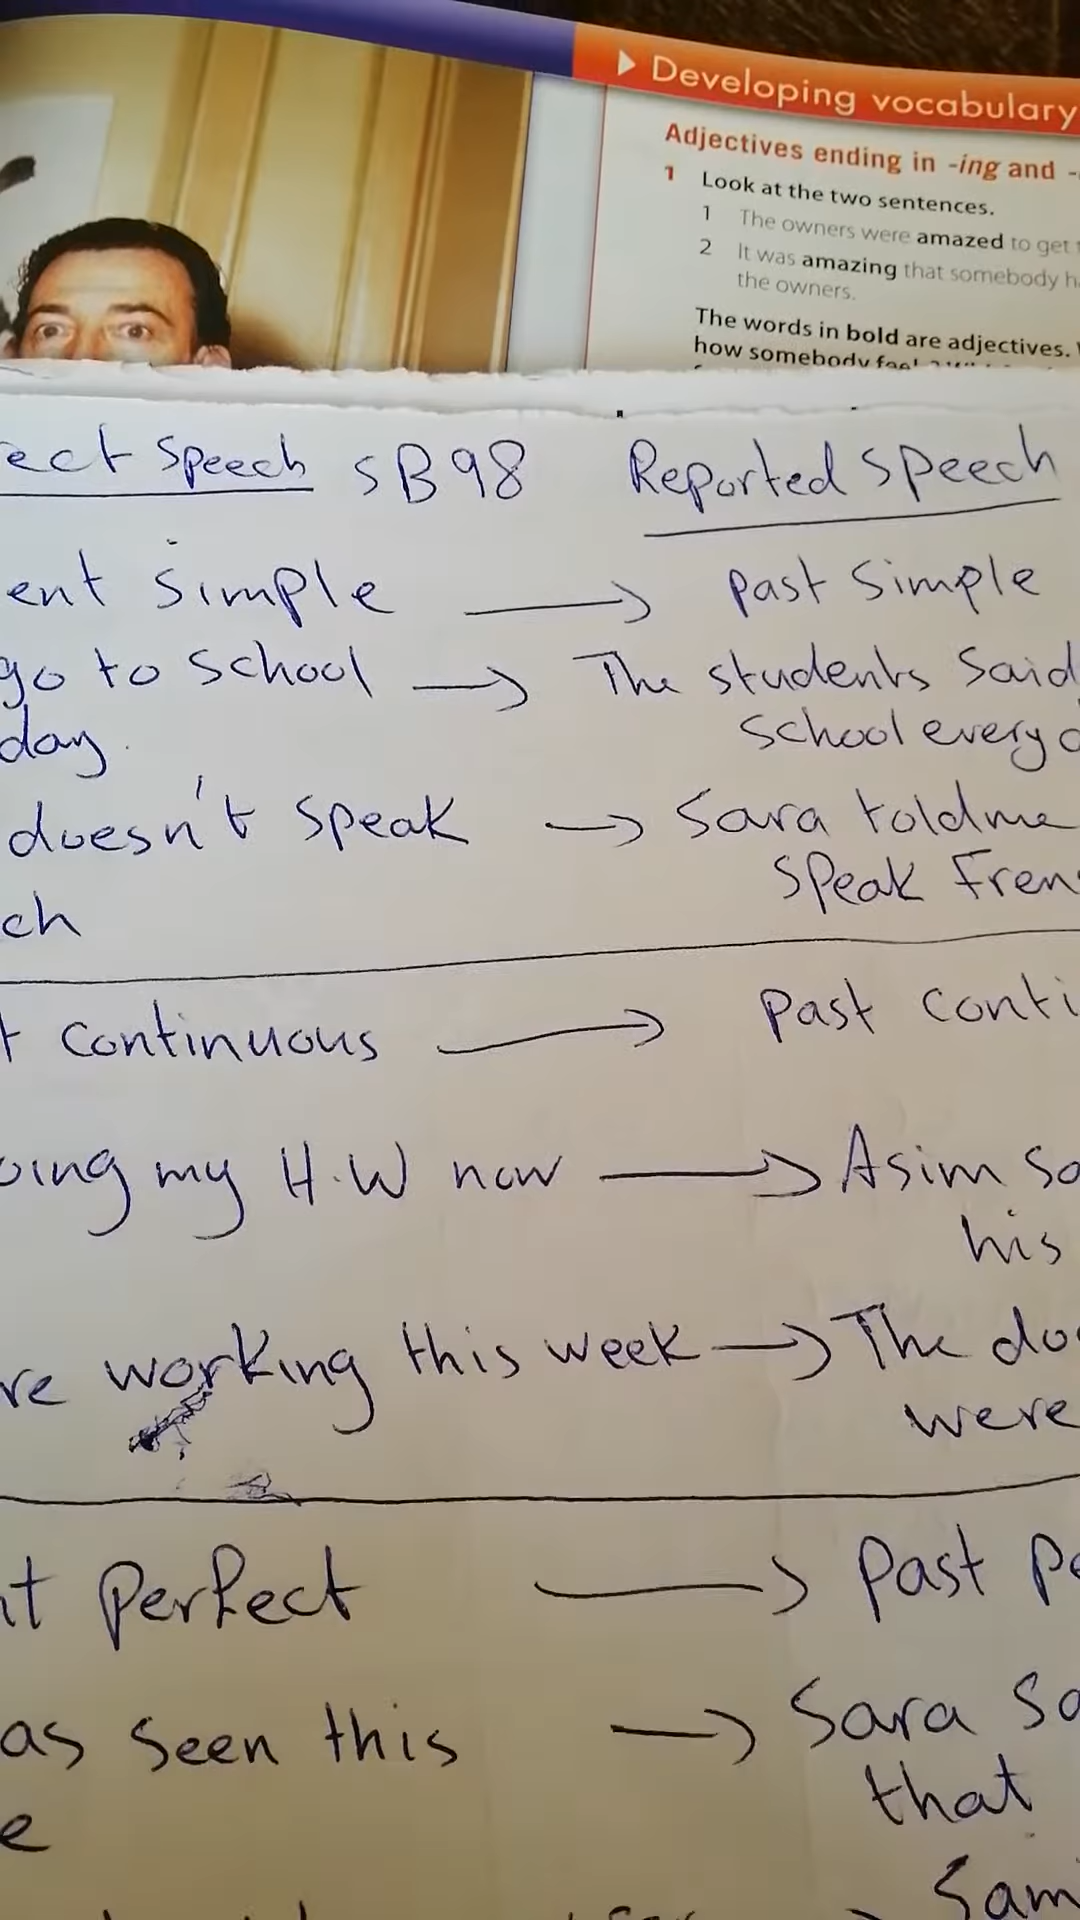 Developing vocabulary
Adjectives ending in -ing and
1 Look at the two sentences.
1 The owners were amazed to get
2 It was amazing that somebody
the owners.
The words in bold are adjectives.
how somebody
ect Speech SB98 Reported Speech
ent Simple → Past Simple
go to School → The students Said
day. School every
doesn't Speak → Sara told me
ch Speak Fren
t Continuous → Past Conti
oing my H.W now → Asim sa
his
re working this week → The do
were
nt Perfect → Past Pe
as seen this → Sara sa
e that
Sam